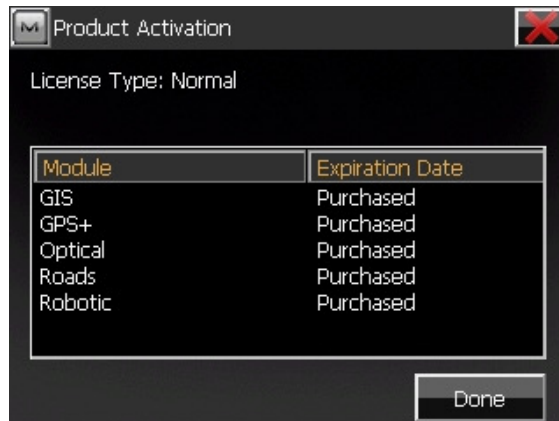 Product Activation
License Type: Normal
Module Expiration Date
GIS Purchased
GPS+ Purchased
Optical Purchased
Roads Purchased
Robotic Purchased
Done